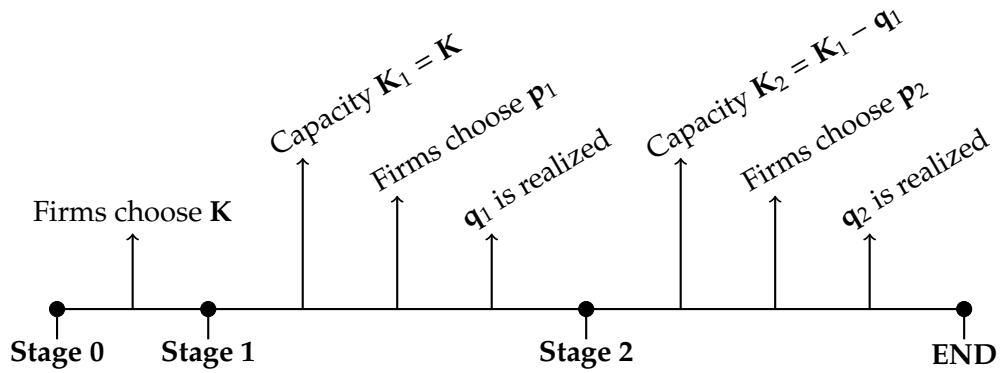 Firms choose K
Capacity K₁ = K
Firms choose p₁
q₁ is realized
Capacity K₂ = K₁ − q₁
Firms choose p₂
q₂ is realized
Stage 0
Stage 1
Stage 2
END